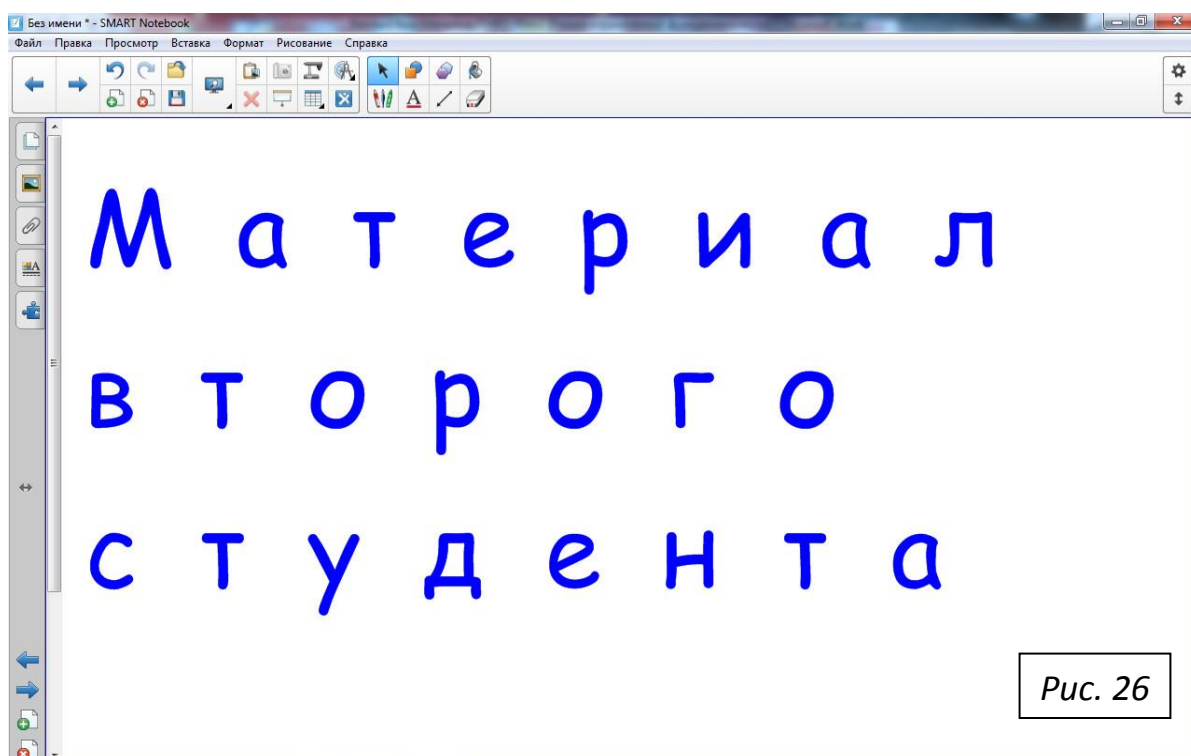 Без имени * - SMART Notebook
Файл Правка Просмотр Вставка Формат Рисование Справка
М а т е р и а л
в т о р о г о
с т у д е н т а
Рис. 26